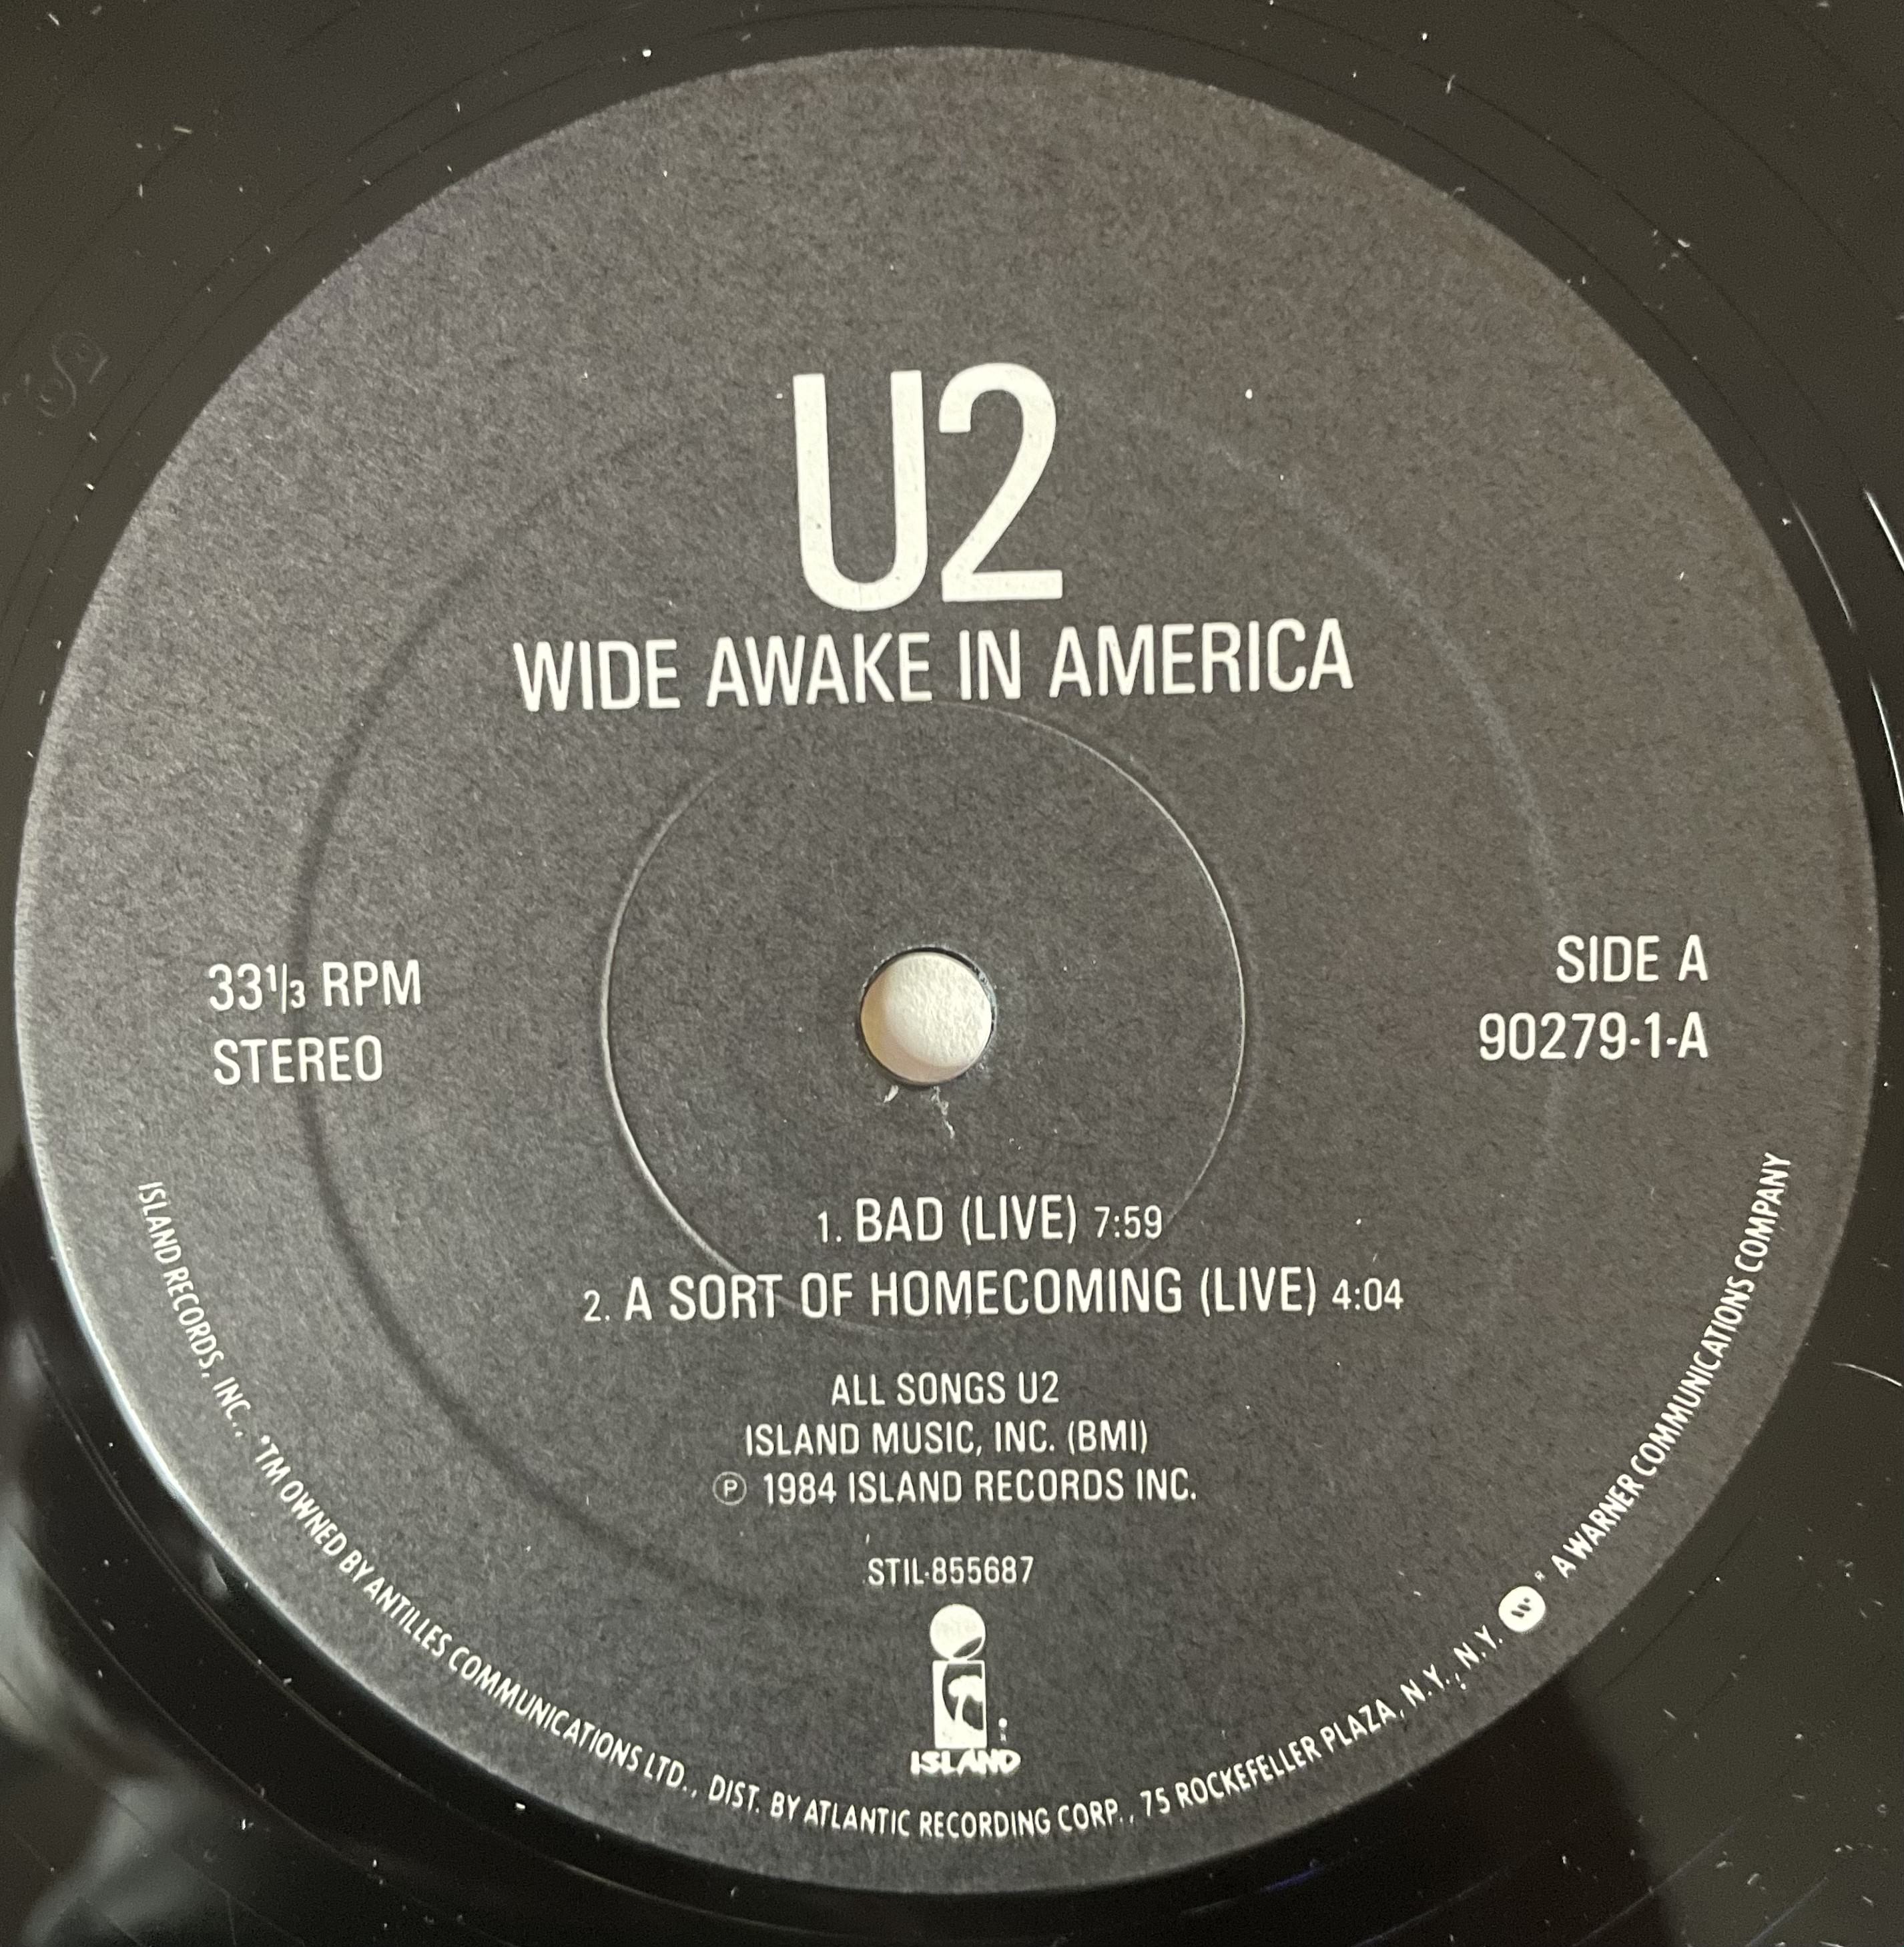 U2
WIDE AWAKE IN AMERICA
33⅓ RPM
STEREO
SIDE A
90279-1-A
1. BAD (LIVE) 7:59
2. A SORT OF HOMECOMING (LIVE) 4:04
ALL SONGS U2
ISLAND MUSIC, INC. (BMI)
Ⓟ 1984 ISLAND RECORDS INC.
STIL-855687
ISLAND
ISLAND RECORDS, INC., *TM OWNED BY ANTILLES COMMUNICATIONS LTD., DIST. BY ATLANTIC RECORDING CORP., 75 ROCKEFELLER PLAZA, N.Y., N.Y. ® A WARNER COMMUNICATIONS COMPANY